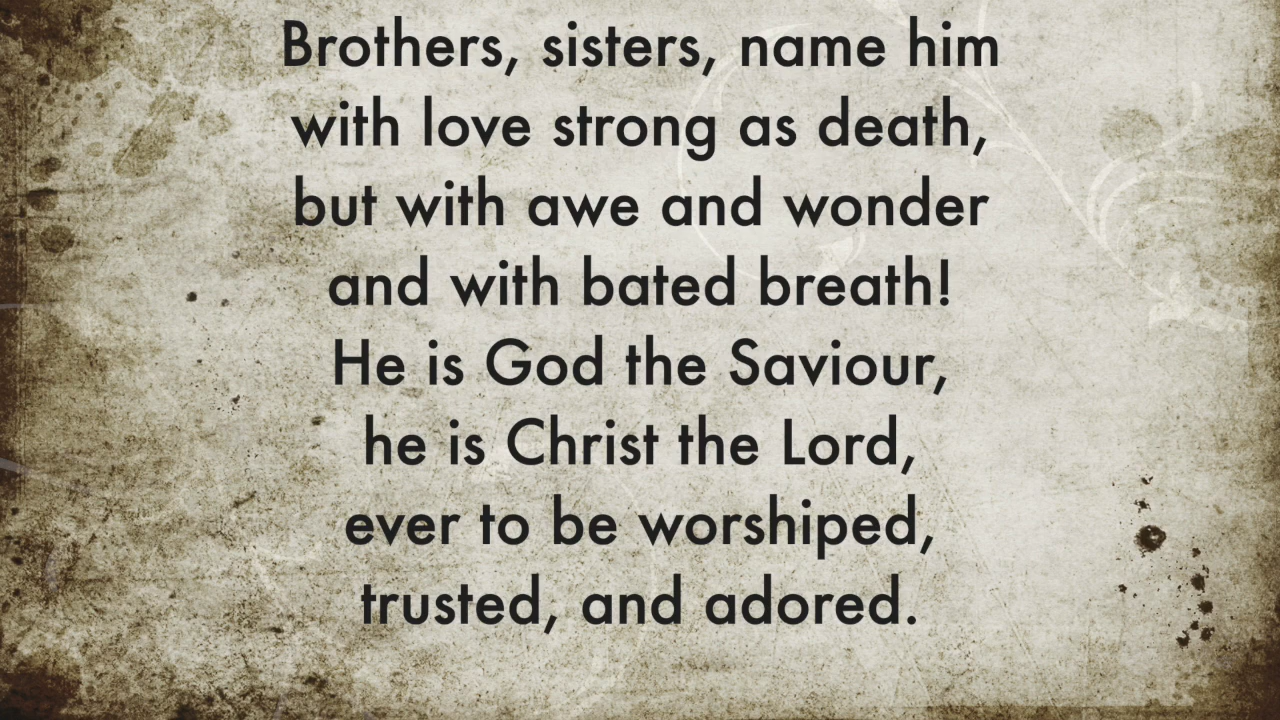 Brothers, sisters, name him
with love strong as death,
but with awe and wonder
and with bated breath!
He is God the Saviour,
he is Christ the Lord,
ever to be worshiped,
trusted, and adored.